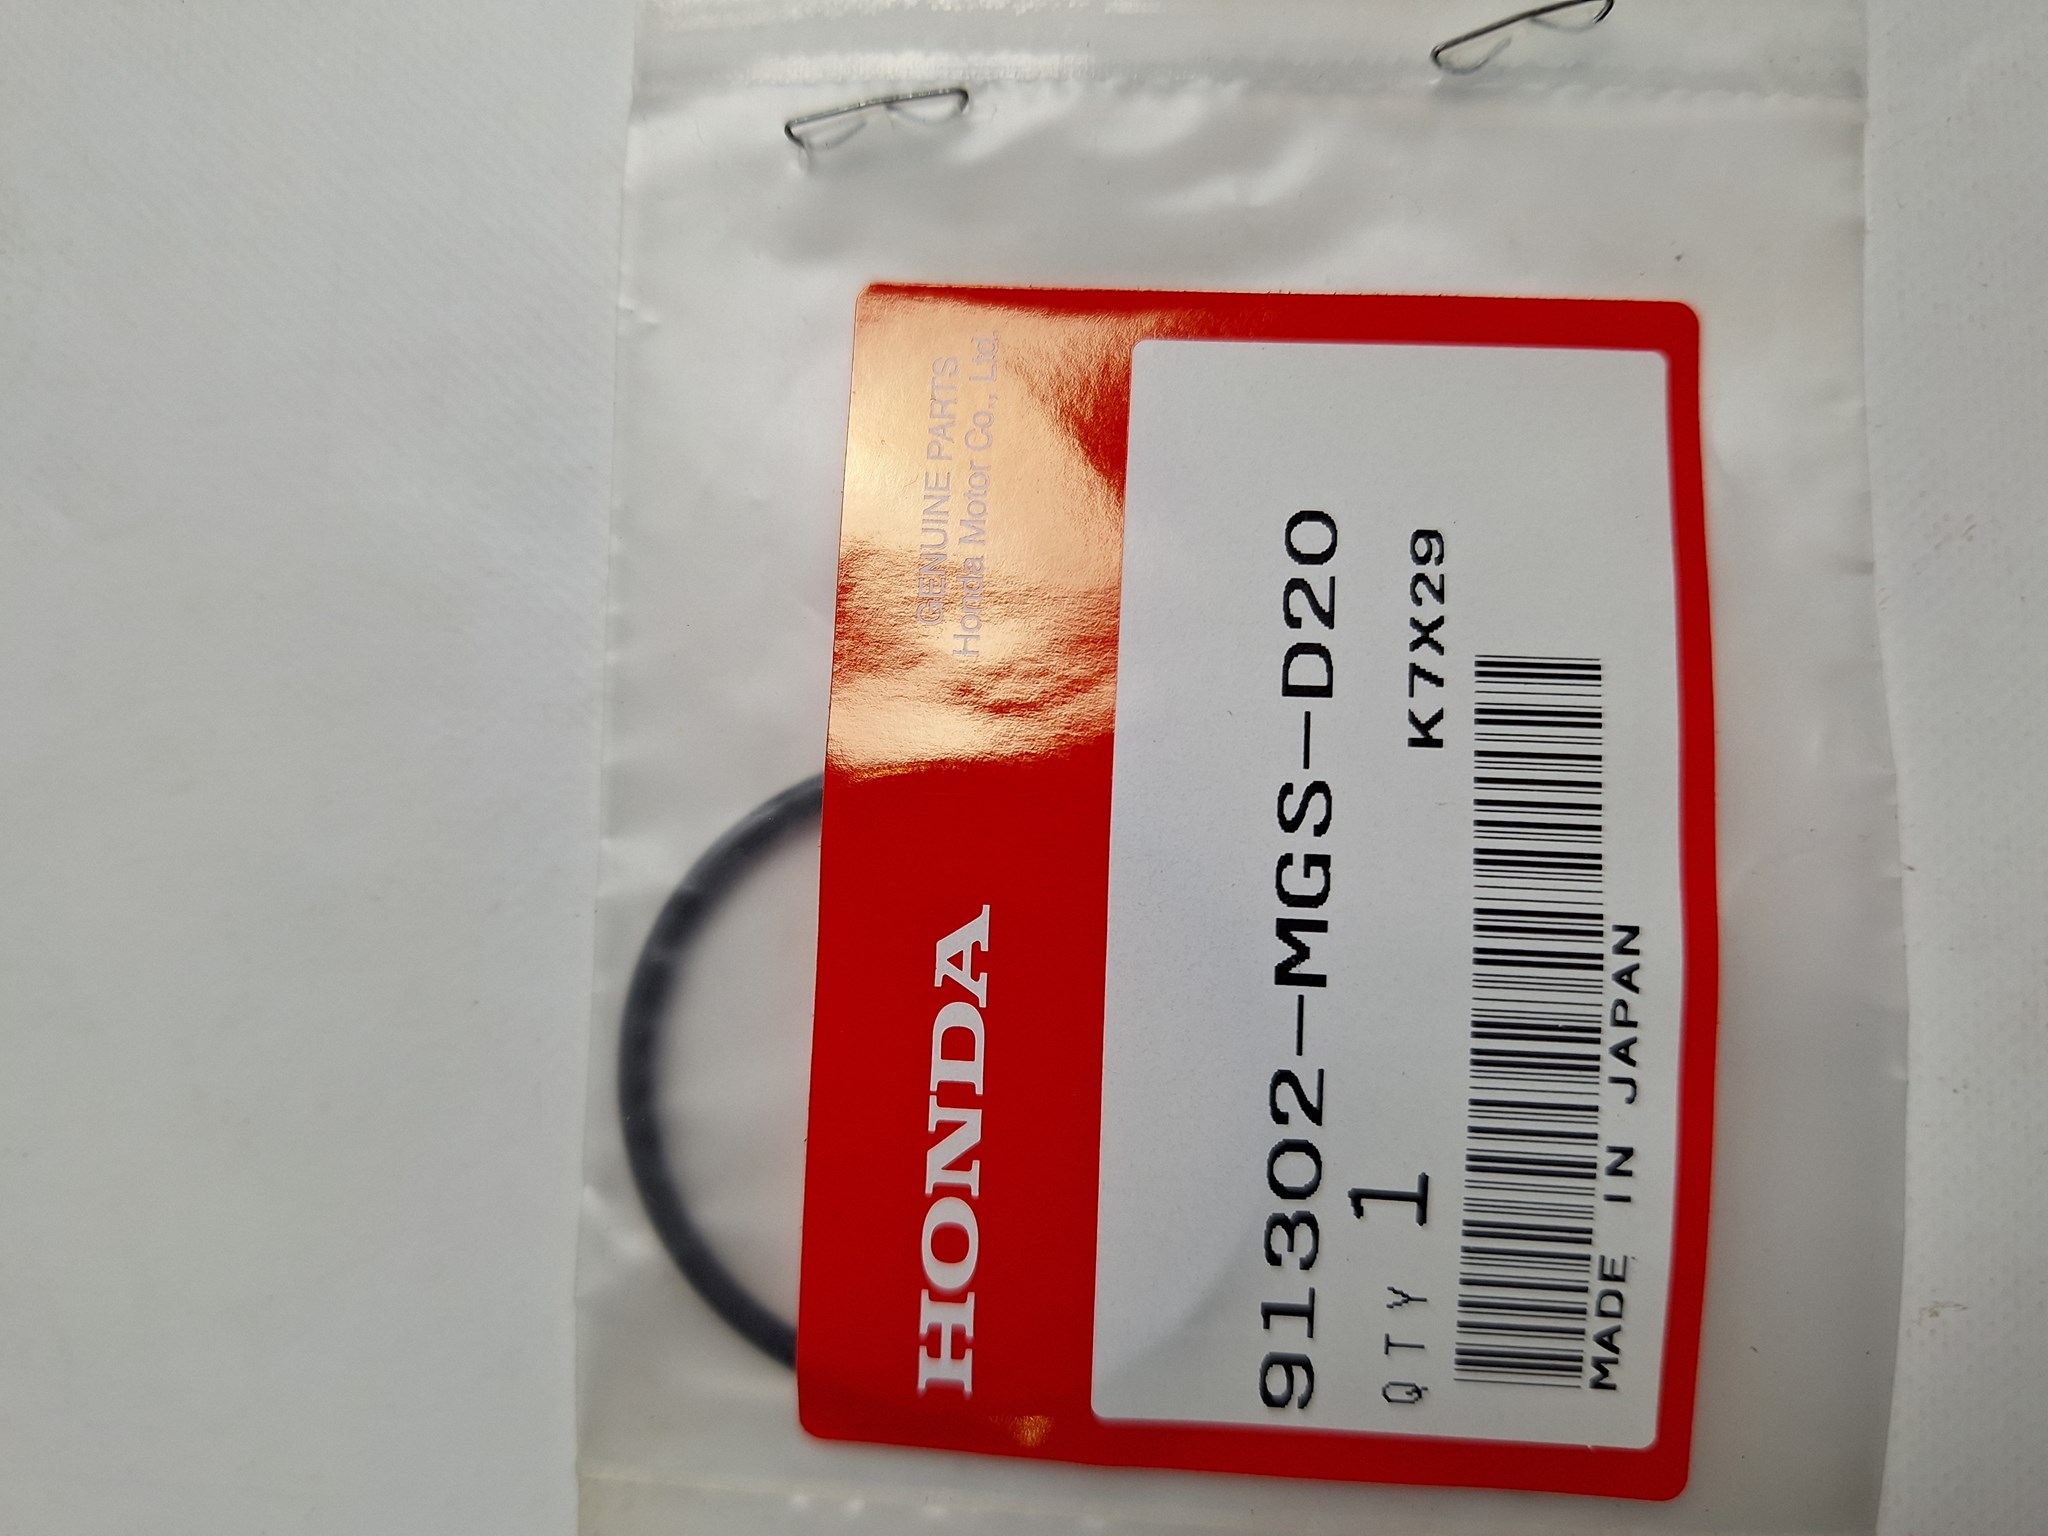 HONDA
GENUINE PARTS
Honda Motor Co., Ltd.
91302-MGS-D20
QTY 1
K7X29
MADE IN JAPAN